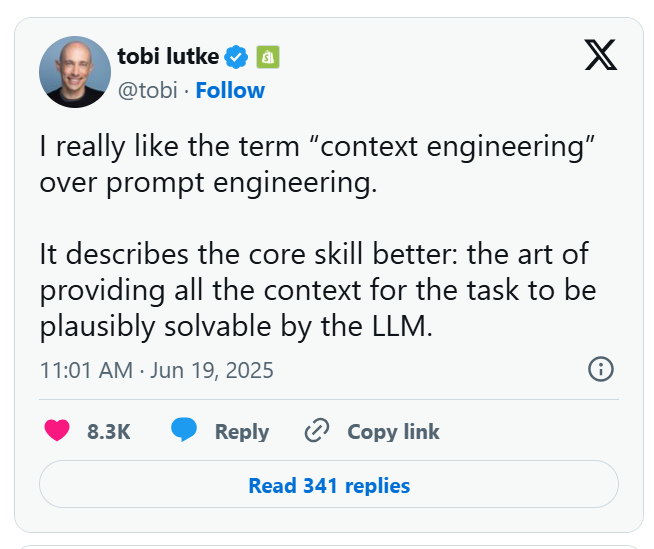 tobi lutke
@tobi · Follow
I really like the term “context engineering”
over prompt engineering.
It describes the core skill better: the art of
providing all the context for the task to be
plausibly solvable by the LLM.
11:01 AM · Jun 19, 2025
8.3K Reply Copy link
Read 341 replies